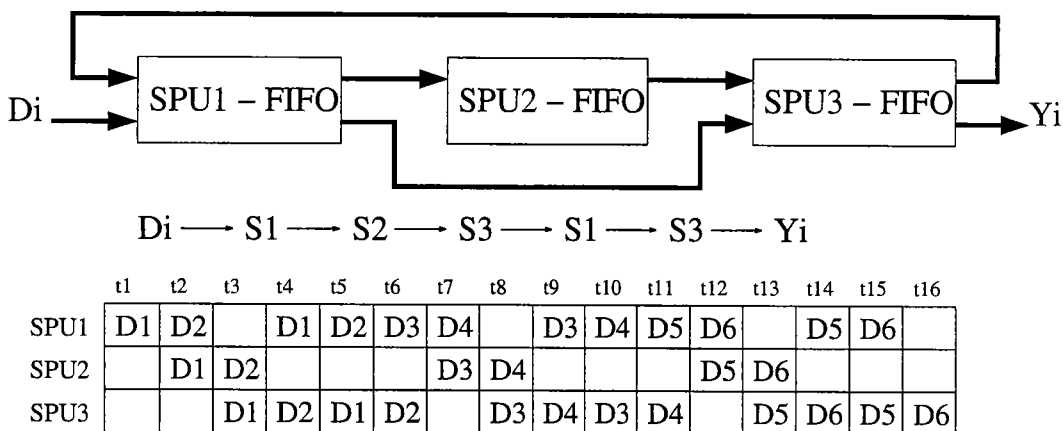 Di SPU1 – FIFO SPU2 – FIFO SPU3 – FIFO Yi
Di → S1 → S2 → S3 → S1 → S3 → Yi
t1 t2 t3 t4 t5 t6 t7 t8 t9 t10 t11 t12 t13 t14 t15 t16
SPU1 D1 D2 D1 D2 D3 D4 D3 D4 D5 D6 D5 D6
SPU2 D1 D2 D3 D4 D5 D6
SPU3 D1 D2 D1 D2 D3 D4 D3 D4 D5 D6 D5 D6